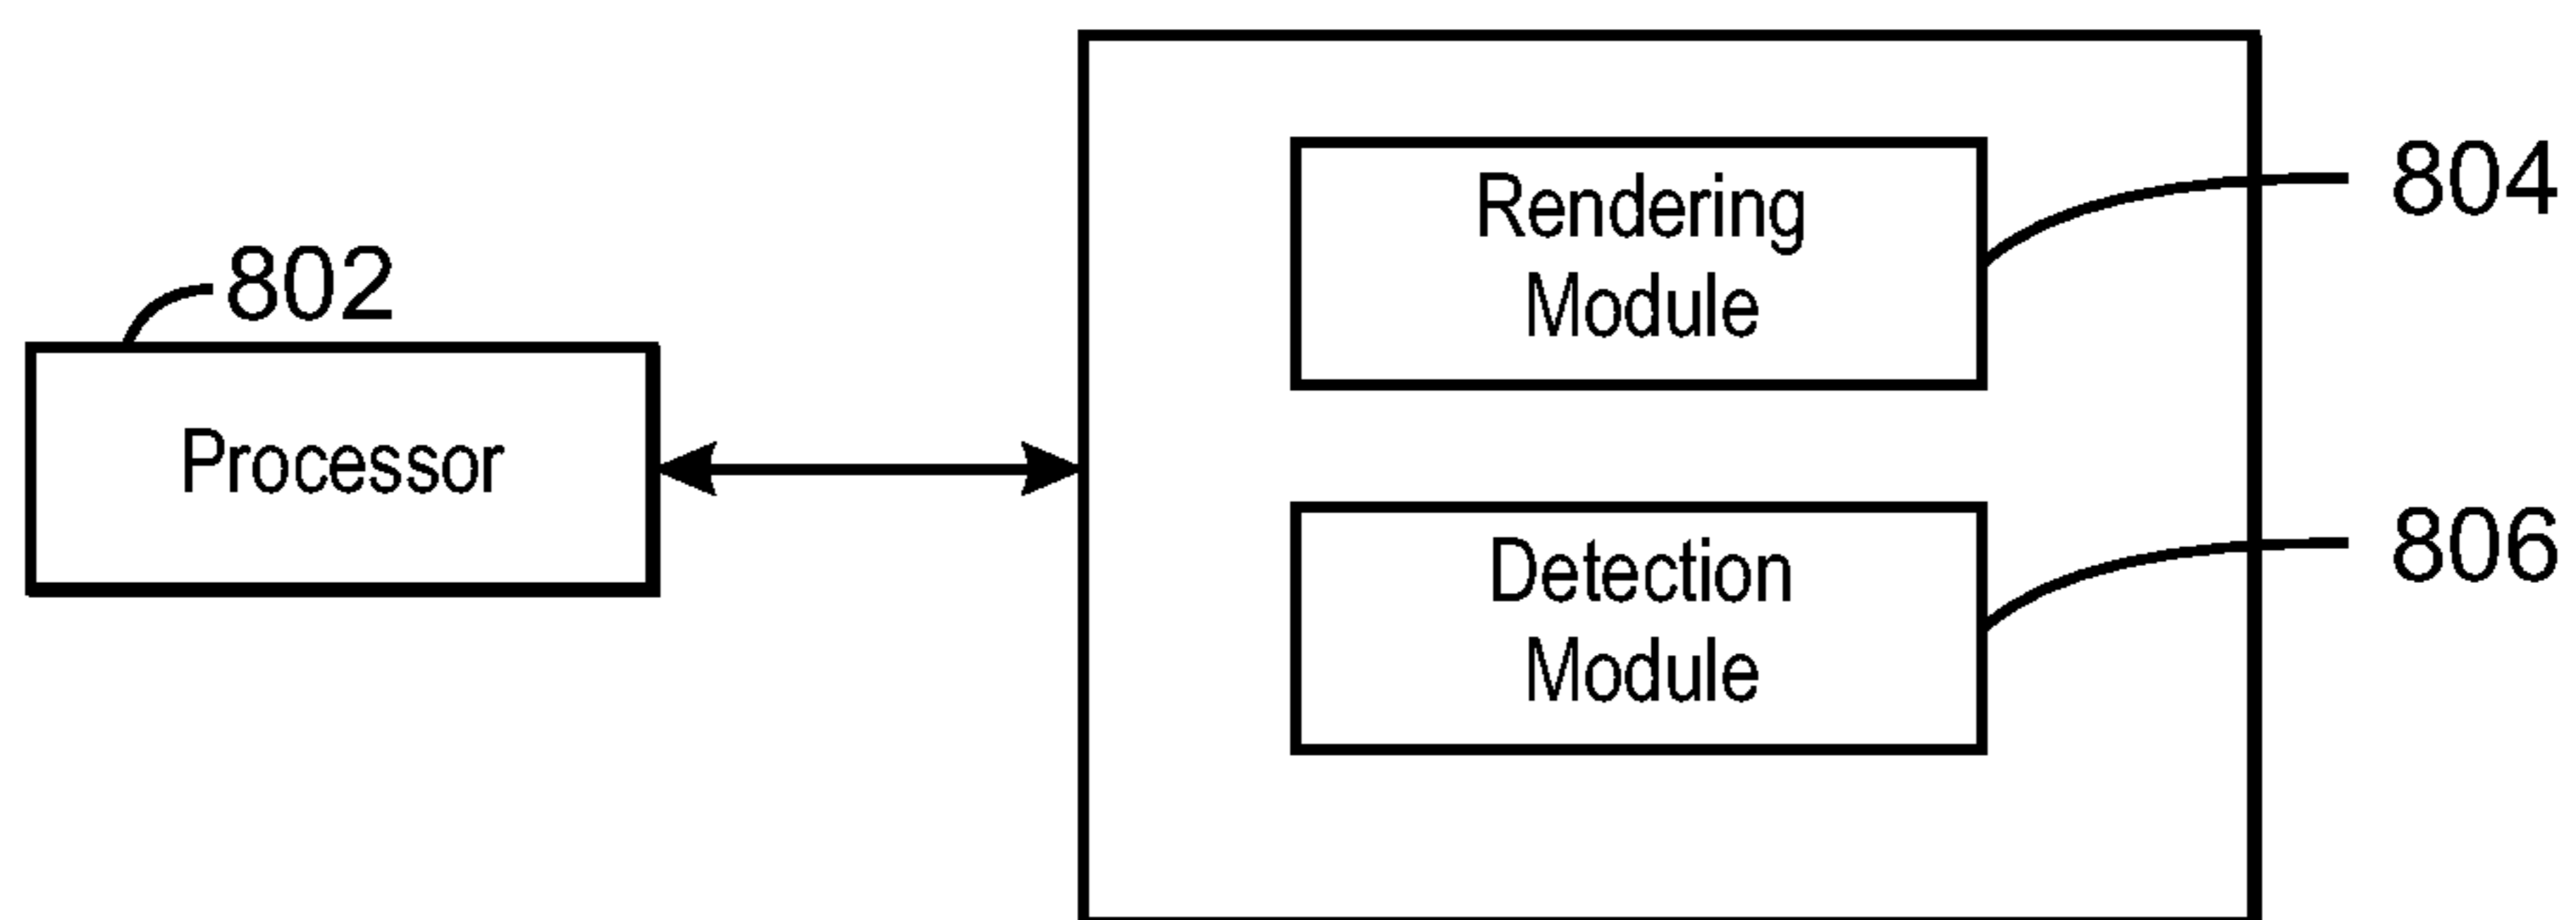 802
Processor
Rendering
Module
804
Detection
Module
806